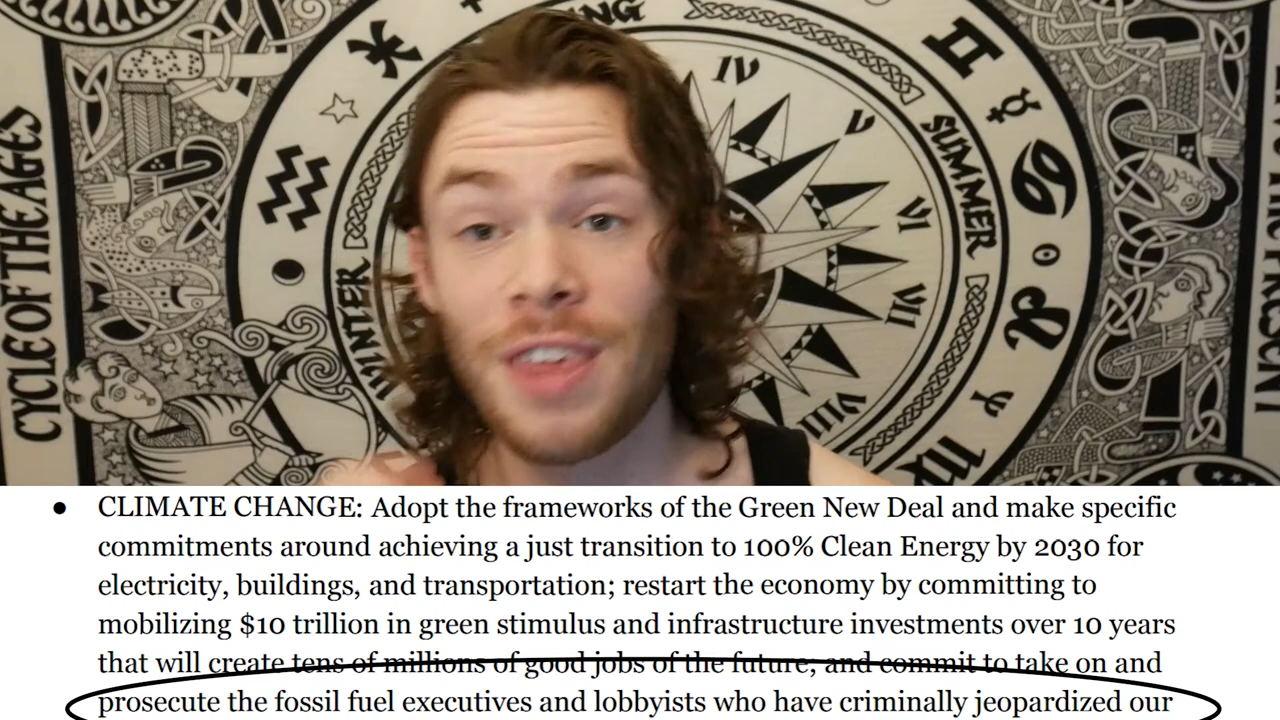 CYCLE OF THE AGES
WINTER
SUMMER
IV
V
VI
VII
VIII
• CLIMATE CHANGE: Adopt the frameworks of the Green New Deal and make specific
commitments around achieving a just transition to 100% Clean Energy by 2030 for
electricity, buildings, and transportation; restart the economy by committing to
mobilizing $10 trillion in green stimulus and infrastructure investments over 10 years
that will create tens of millions of good jobs of the future; and commit to take on and
prosecute the fossil fuel executives and lobbyists who have criminally jeopardized our